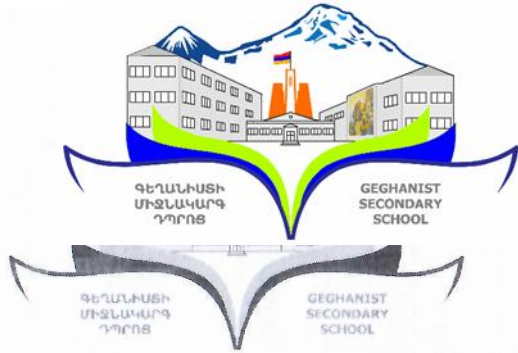 ԳԵՂԱՆԻՍՏԻ
ՄԻՋՆԱԿԱՐԳ
ԴՊՐՈՑ
GEGHANIST
SECONDARY
SCHOOL
ԳԵՂԱՆԻՍՏԻ
ՄԻՋՆԱԿԱՐԳ
ԴՊՐՈՑ
GEGHANIST
SECONDARY
SCHOOL